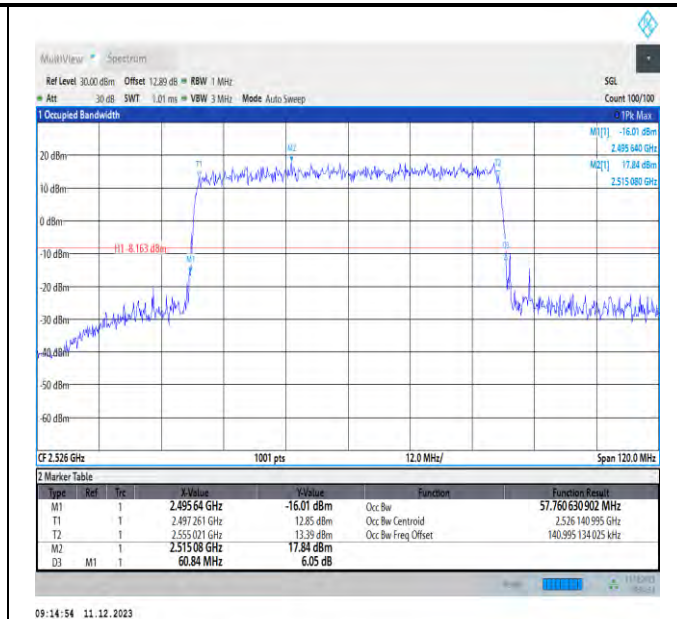 MultiView Spectrum
Ref Level 30.00 dBm Offset 12.89 dB RBW 1 MHz SGL
Att 30 dB SWT 1.01 ms VBW 3 MHz Mode Auto Sweep Count 100/100
1 Occupied Bandwidth 1Pk Max
M1[1] -16.01 dBm
2.495 640 GHz
M2[1] 17.84 dBm
2.515 080 GHz
M2
T1
T2
20 dBm
10 dBm
0 dBm
H1 -8.163 dBm
-10 dBm
M1
-20 dBm
-30 dBm
-40 dBm
-50 dBm
-60 dBm
CF 2.526 GHz 1001 pts 12.0 MHz/ Span 120.0 MHz
2 Marker Table
Type Ref Trc X-Value Y-Value Function Function Result
M1 1 2.495 64 GHz -16.01 dBm Occ Bw 57.760 630 902 MHz
T1 1 2.497 261 GHz 12.85 dBm Occ Bw Centroid 2.526 140 995 GHz
T2 1 2.555 021 GHz 13.39 dBm Occ Bw Freq Offset 140.995 134 025 kHz
M2 1 2.515 08 GHz 17.84 dBm
D3 M1 1 60.84 MHz 6.05 dB
09:14:54 11.12.2023